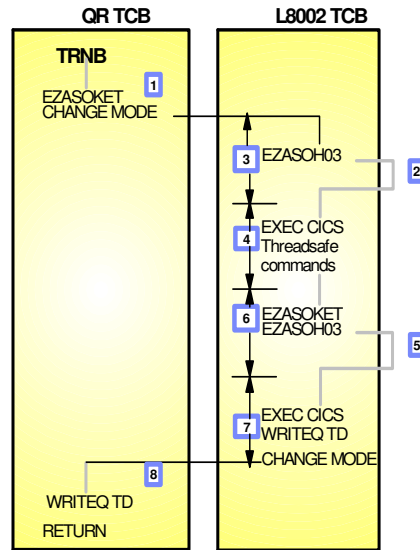 QR TCB
L8002 TCB
TRNB
1
EZASOKET
CHANGE MODE
3
EZASOH03
2
4
EXEC CICS
Threadsafe
commands
6
EZASOKET
EZASOH03
5
7
EXEC CICS
WRITEQ TD
CHANGE MODE
8
WRITEQ TD
RETURN